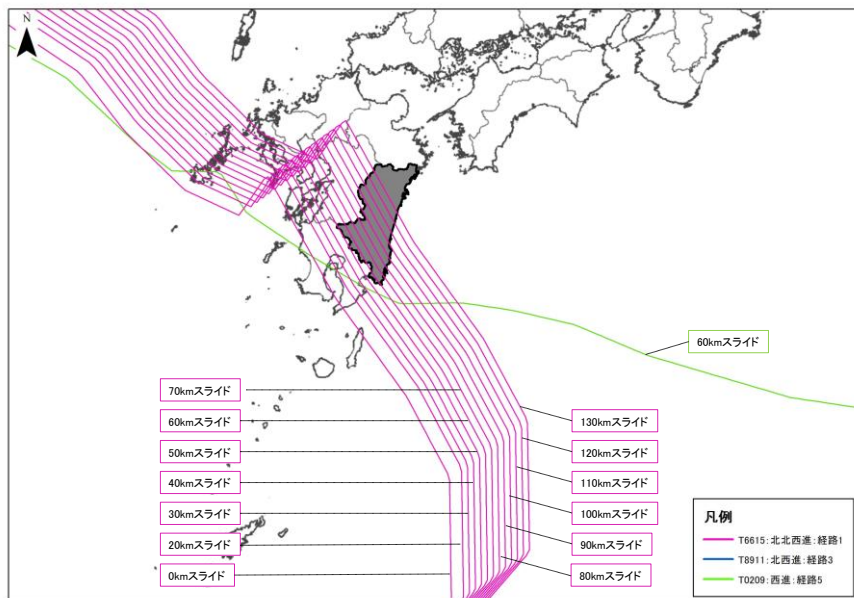 N
60kmスライド
70kmスライド
60kmスライド
50kmスライド
40kmスライド
30kmスライド
20kmスライド
0kmスライド
130kmスライド
120kmスライド
110kmスライド
100kmスライド
90kmスライド
80kmスライド
凡例
T6615:北北西進:経路1
T8911:北西進:経路3
T0209:西進:経路5